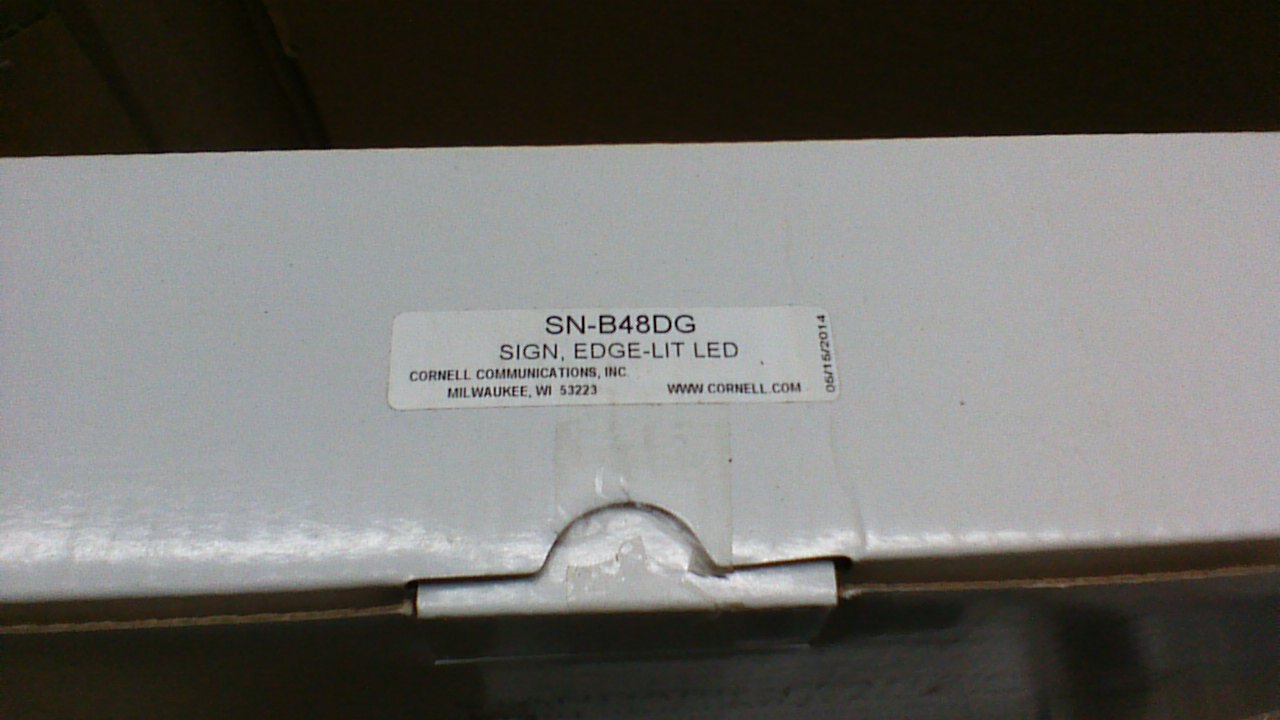 SN-B48DG
SIGN, EDGE-LIT LED
CORNELL COMMUNICATIONS, INC.
MILWAUKEE, WI 53223
WWW.CORNELL.COM
05/15/2014